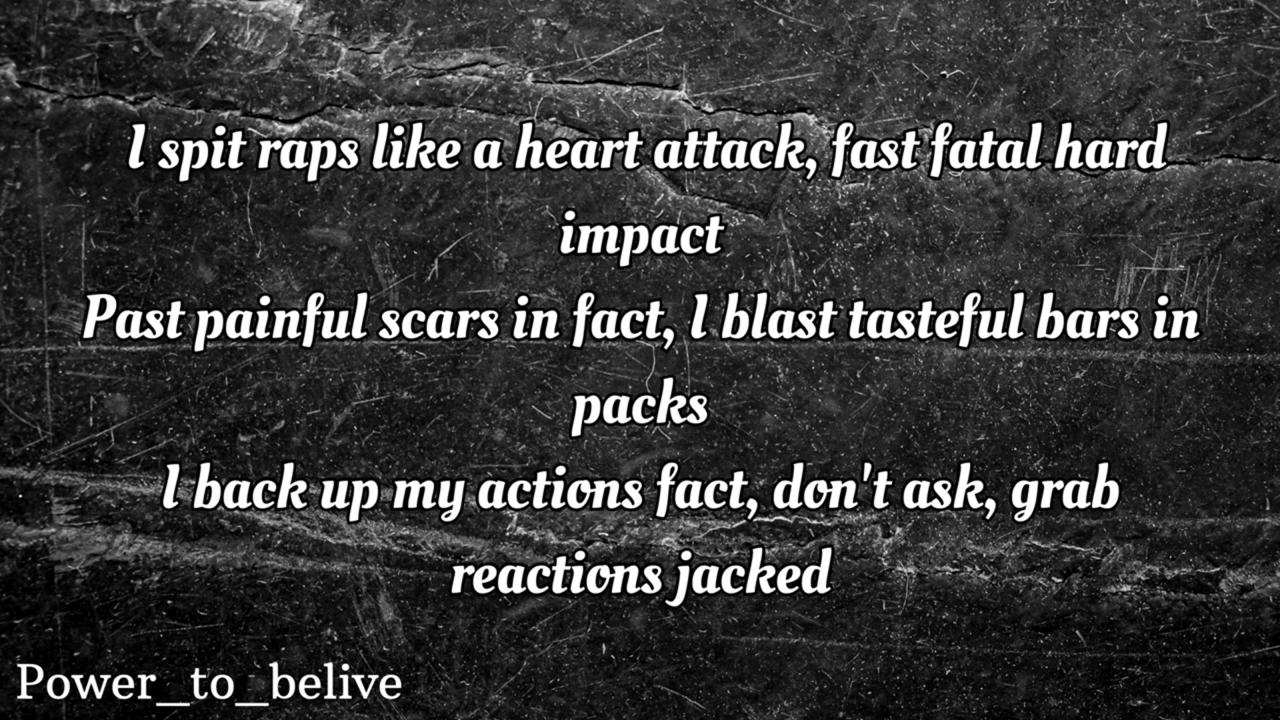 I spit raps like a heart attack, fast fatal hard
impact
Past painful scars in fact, I blast tasteful bars in
packs
I back up my actions fact, don't ask, grab
reactions jacked
Power_to_belive